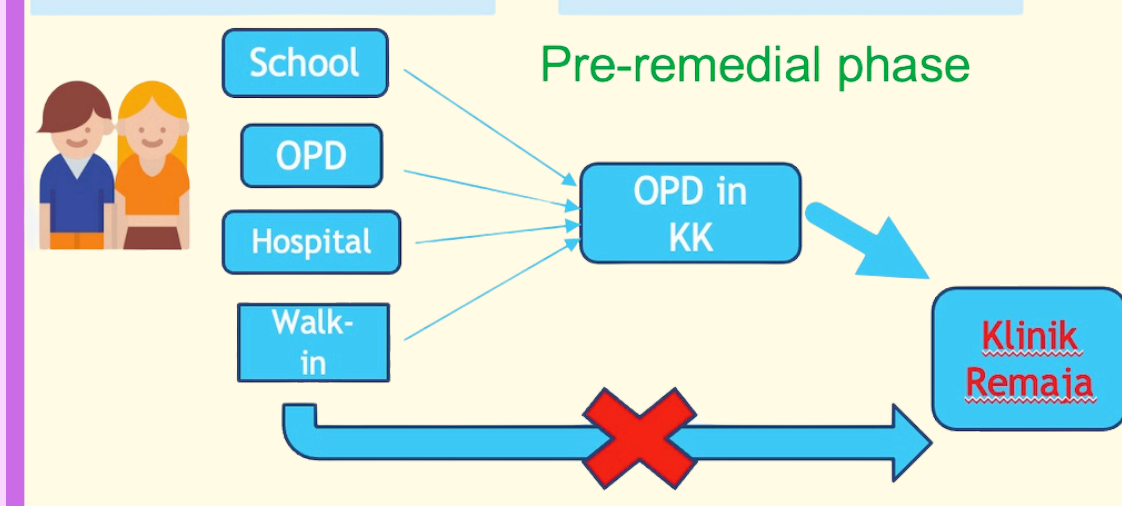 School
Pre-remedial phase
OPD
OPD in
KK
Hospital
Walk-
in
Klinik
Remaja